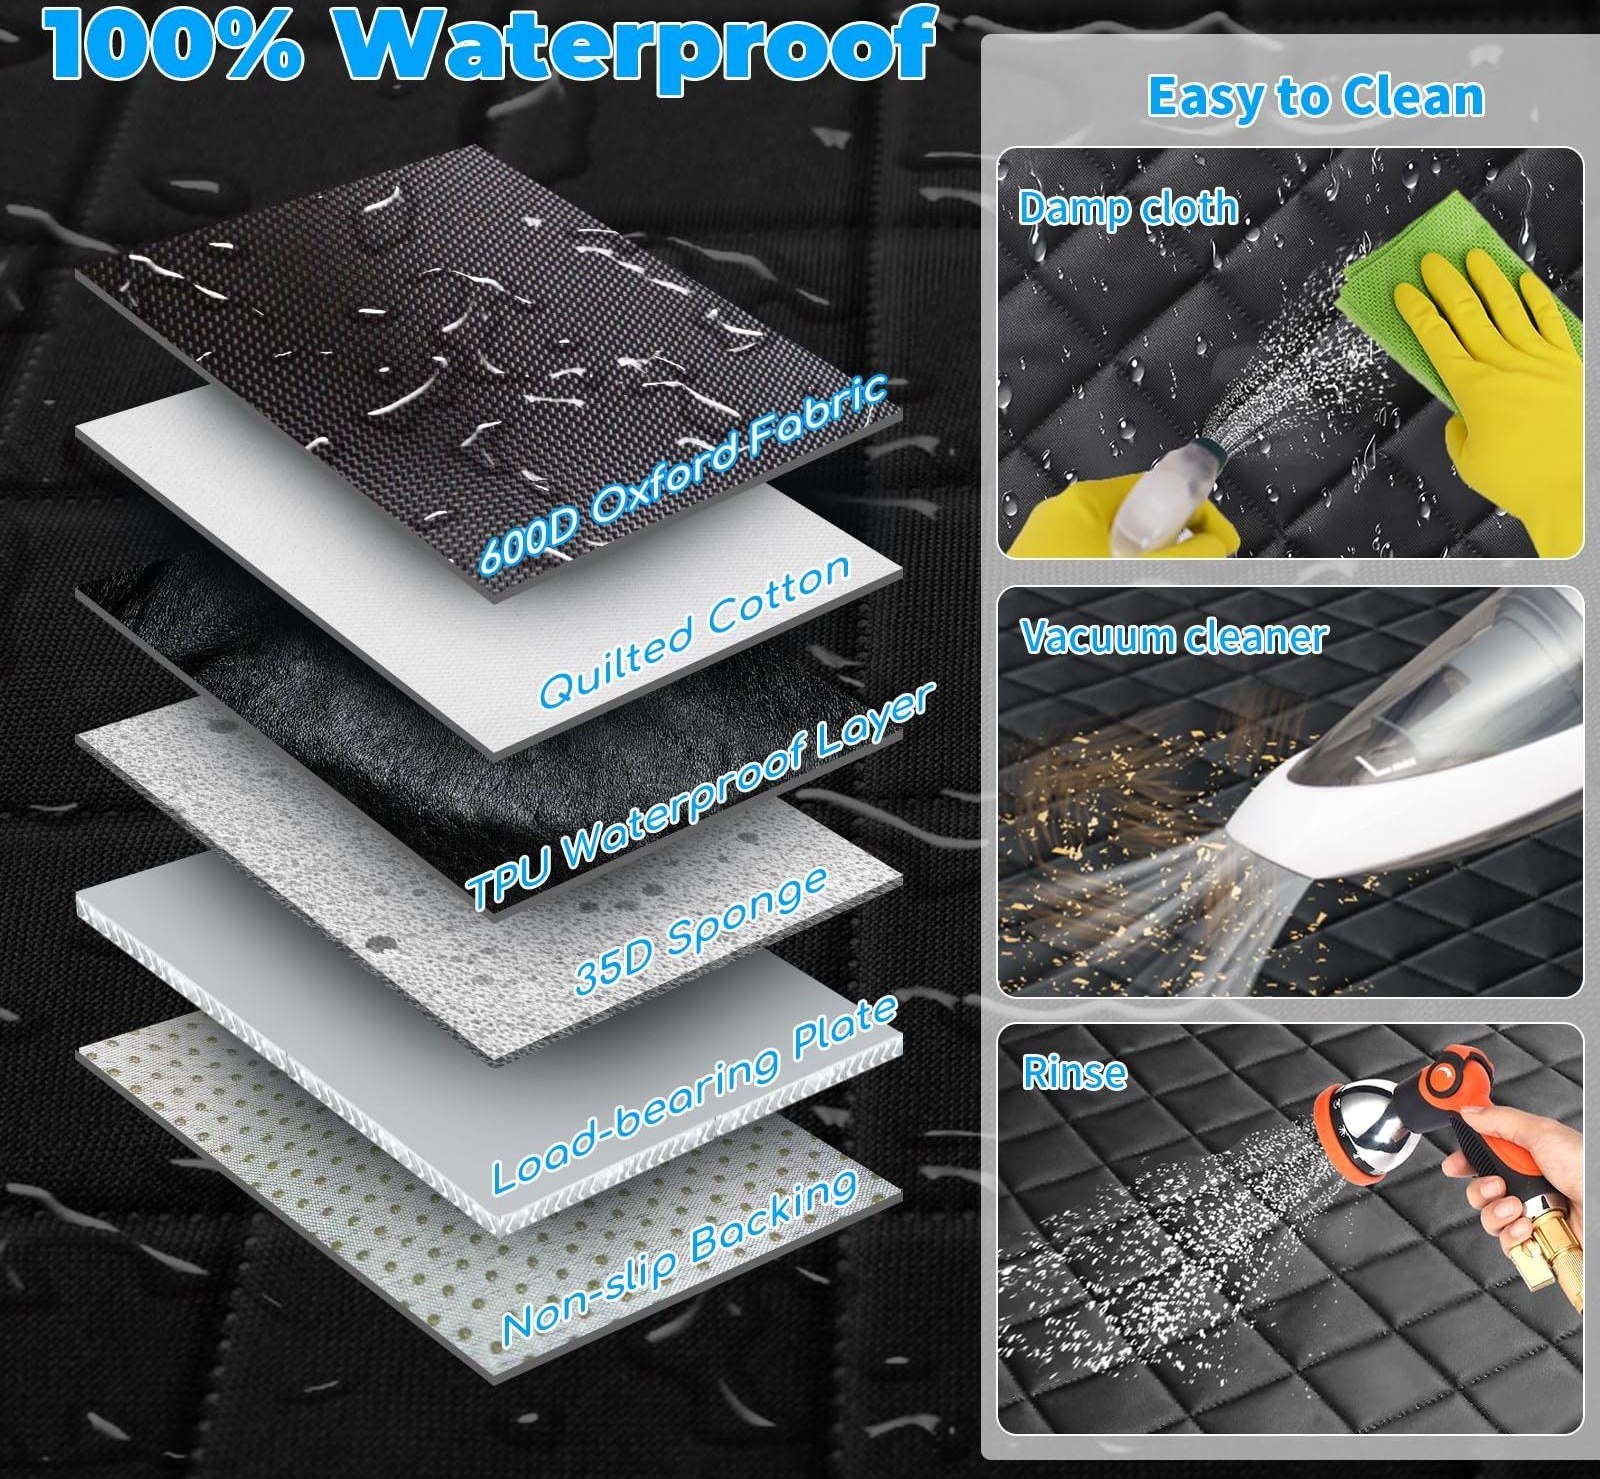 100% Waterproof
Easy to Clean
600D Oxford Fabric
Quilted Cotton
TPU Waterproof Layer
35D Sponge
Load-bearing Plate
Non-slip Backing
Damp cloth
Vacuum cleaner
Rinse